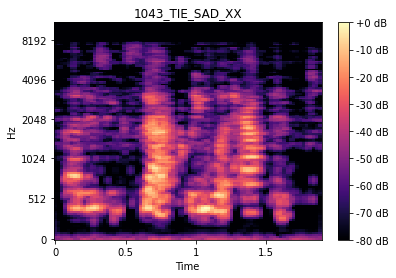 1043_TIE_SAD_XX
8192
4096
2048
1024
512
0
Hz
0
0.5
1
1.5
Time
+0 dB
-10 dB
-20 dB
-30 dB
-40 dB
-50 dB
-60 dB
-70 dB
-80 dB